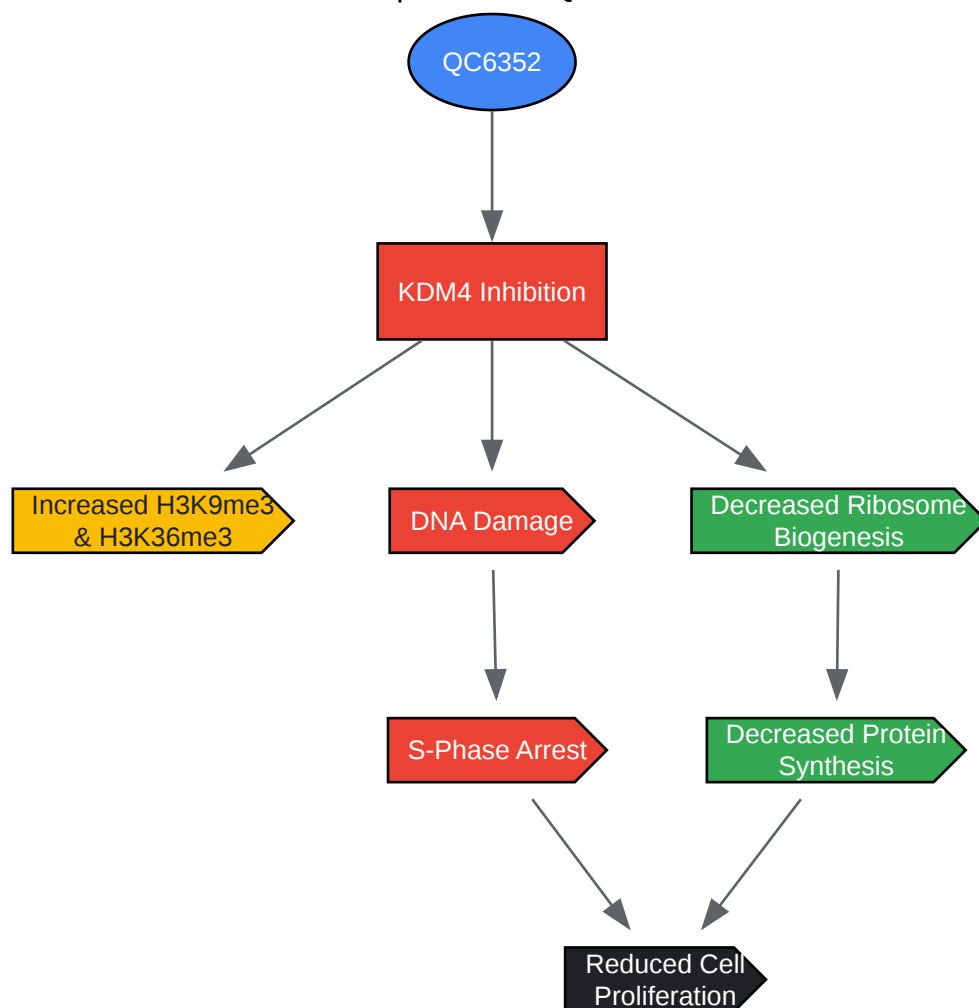 QC6352
KDM4 Inhibition
Increased H3K9me3
& H3K36me3
DNA Damage
Decreased Ribosome
Biogenesis
S-Phase Arrest
Decreased Protein
Synthesis
Reduced Cell
Proliferation